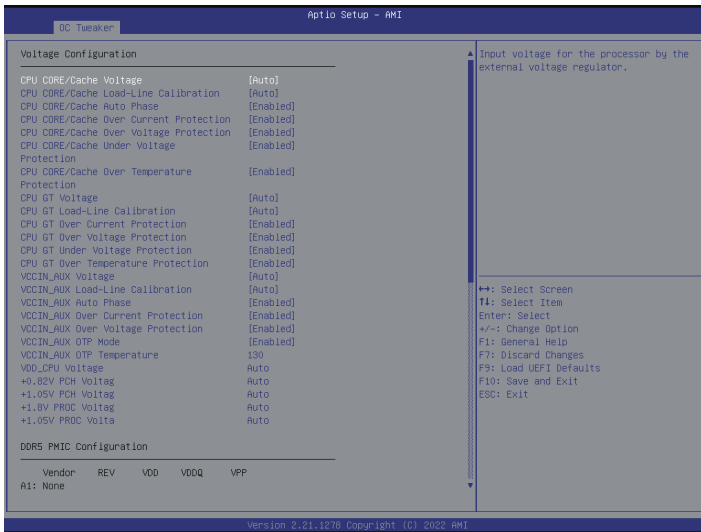 Aptio Setup - AMI
OC Tweaker
Voltage Configuration
CPU CORE/Cache Voltage [Auto]
CPU CORE/Cache Load-Line Calibration [Auto]
CPU CORE/Cache Auto Phase [Enabled]
CPU CORE/Cache Over Current Protection [Enabled]
CPU CORE/Cache Over Voltage Protection [Enabled]
CPU CORE/Cache Under Voltage [Enabled]
Protection
CPU CORE/Cache Over Temperature [Enabled]
Protection
CPU GT Voltage [Auto]
CPU GT Load-Line Calibration [Auto]
CPU GT Over Current Protection [Enabled]
CPU GT Over Voltage Protection [Enabled]
CPU GT Under Voltage Protection [Enabled]
CPU GT Over Temperature Protection [Enabled]
VCCIN_AUX Voltage [Auto]
VCCIN_AUX Load-Line Calibration [Auto]
VCCIN_AUX Auto Phase [Enabled]
VCCIN_AUX Over Current Protection [Enabled]
VCCIN_AUX Over Voltage Protection [Enabled]
VCCIN_AUX OTP Mode [Enabled]
VCCIN_AUX OTP Temperature 130
VDD_CPU Voltage Auto
+0.82V PCH Voltag Auto
+1.05V PCH Voltag Auto
+1.8V PROC Voltag Auto
+1.05V PROC Volta Auto
DDR5 PMIC Configuration
Vendor REV VDD VDDQ VPP
A1: None
Input voltage for the processor by the
external voltage regulator.
↔: Select Screen
↑↓: Select Item
Enter: Select
+/-: Change Option
F1: General Help
F7: Discard Changes
F9: Load UEFI Defaults
F10: Save and Exit
ESC: Exit
Version 2.21.1278 Copyright (C) 2022 AMI